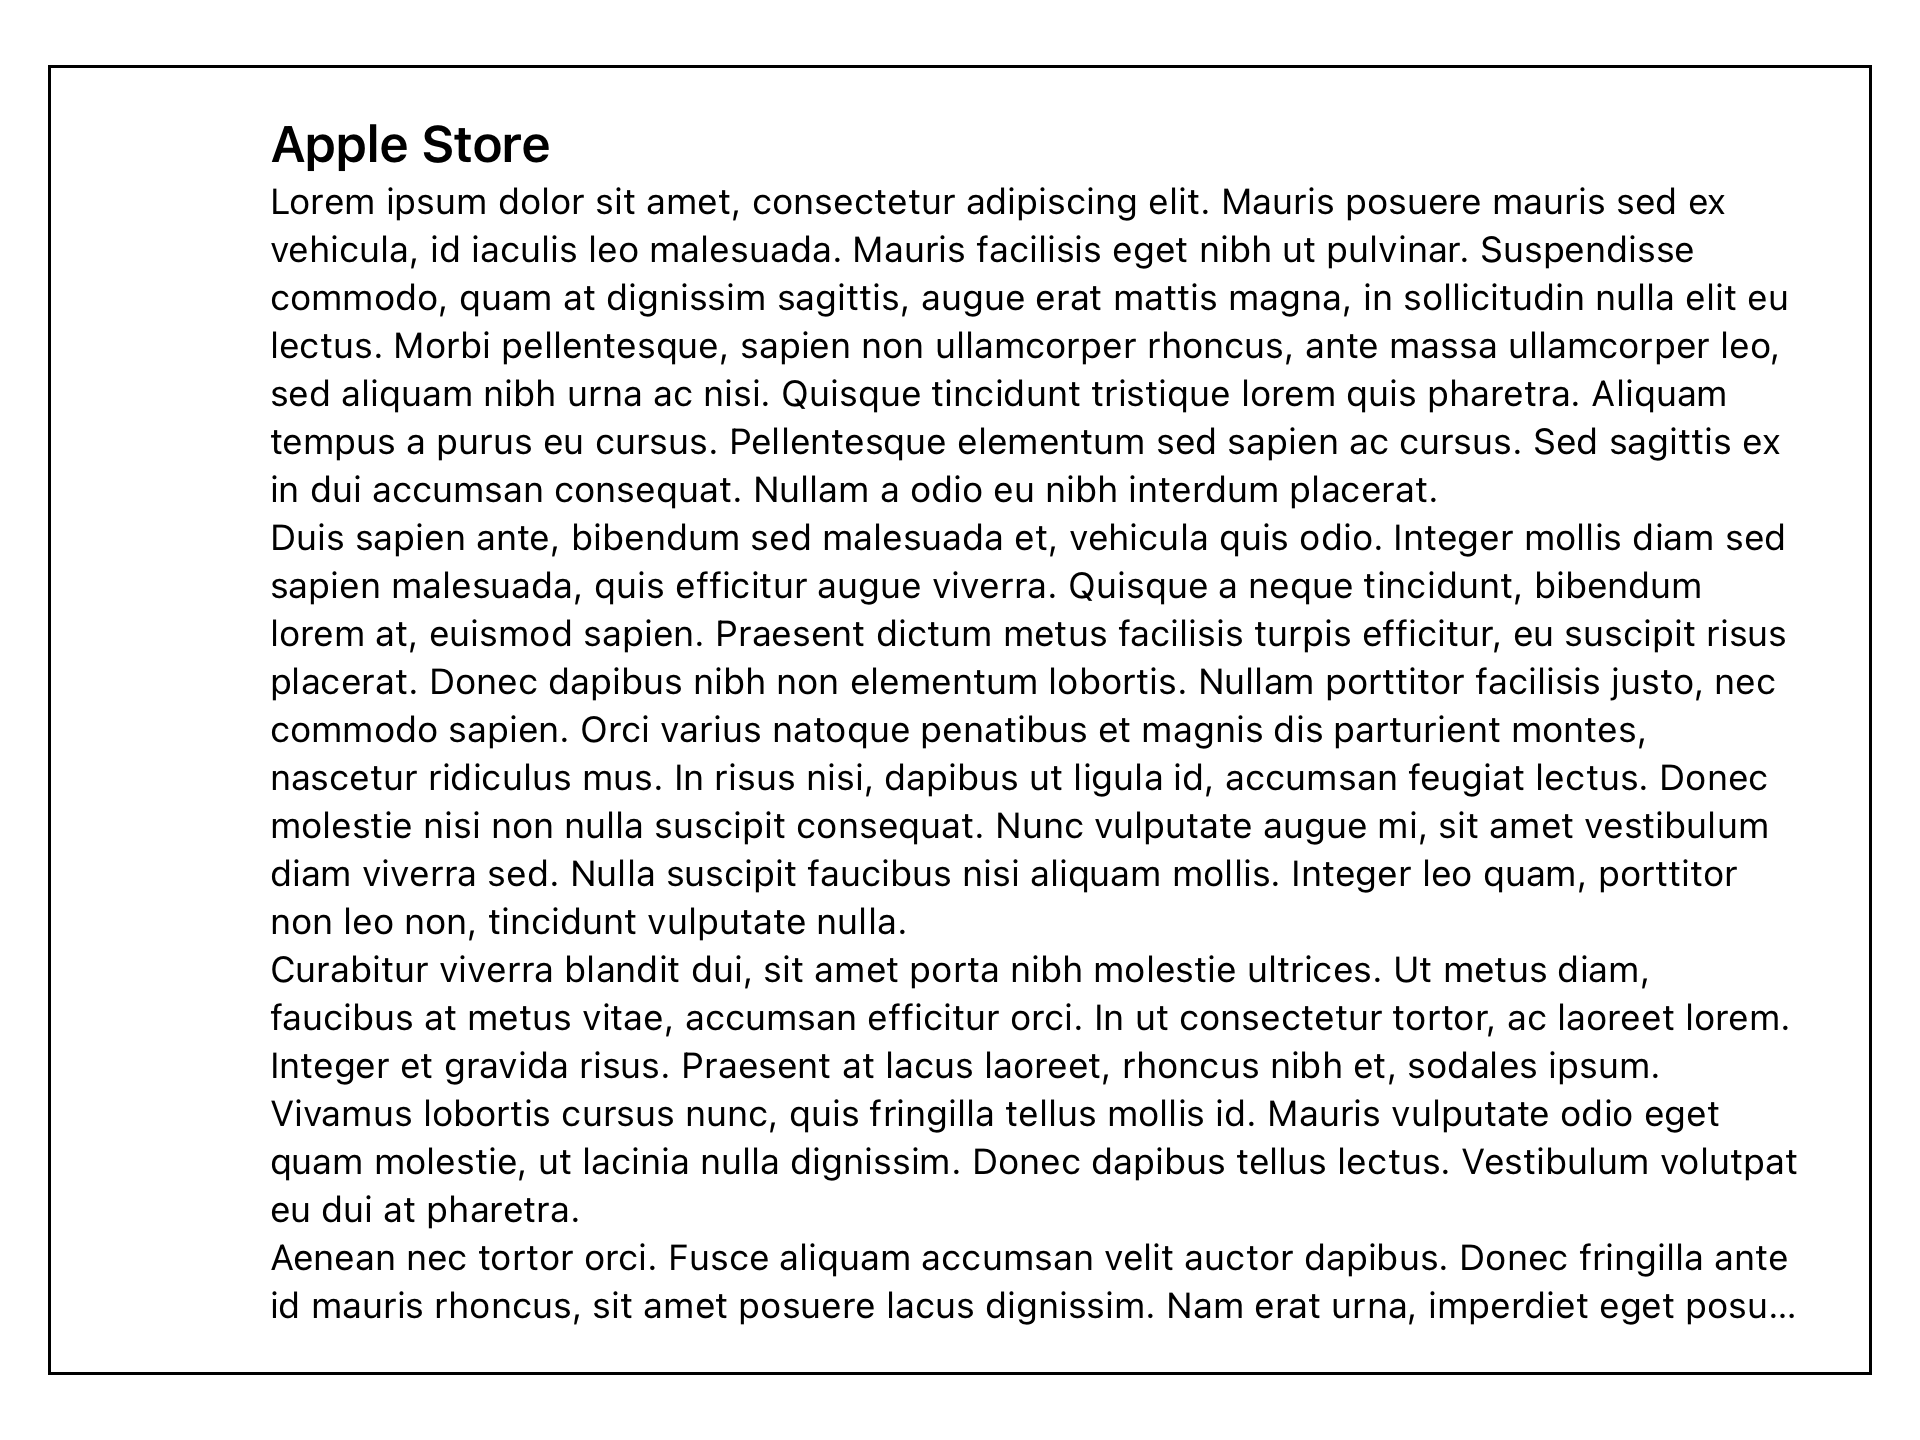 Apple Store
Lorem ipsum dolor sit amet, consectetur adipiscing elit. Mauris posuere mauris sed ex
vehicula, id iaculis leo malesuada. Mauris facilisis eget nibh ut pulvinar. Suspendisse
commodo, quam at dignissim sagittis, augue erat mattis magna, in sollicitudin nulla elit eu
lectus. Morbi pellentesque, sapien non ullamcorper rhoncus, ante massa ullamcorper leo,
sed aliquam nibh urna ac nisi. Quisque tincidunt tristique lorem quis pharetra. Aliquam
tempus a purus eu cursus. Pellentesque elementum sed sapien ac cursus. Sed sagittis ex
in dui accumsan consequat. Nullam a odio eu nibh interdum placerat.
Duis sapien ante, bibendum sed malesuada et, vehicula quis odio. Integer mollis diam sed
sapien malesuada, quis efficitur augue viverra. Quisque a neque tincidunt, bibendum
lorem at, euismod sapien. Praesent dictum metus facilisis turpis efficitur, eu suscipit risus
placerat. Donec dapibus nibh non elementum lobortis. Nullam porttitor facilisis justo, nec
commodo sapien. Orci varius natoque penatibus et magnis dis parturient montes,
nascetur ridiculus mus. In risus nisi, dapibus ut ligula id, accumsan feugiat lectus. Donec
molestie nisi non nulla suscipit consequat. Nunc vulputate augue mi, sit amet vestibulum
diam viverra sed. Nulla suscipit faucibus nisi aliquam mollis. Integer leo quam, porttitor
non leo non, tincidunt vulputate nulla.
Curabitur viverra blandit dui, sit amet porta nibh molestie ultrices. Ut metus diam,
faucibus at metus vitae, accumsan efficitur orci. In ut consectetur tortor, ac laoreet lorem.
Integer et gravida risus. Praesent at lacus laoreet, rhoncus nibh et, sodales ipsum.
Vivamus lobortis cursus nunc, quis fringilla tellus mollis id. Mauris vulputate odio eget
quam molestie, ut lacinia nulla dignissim. Donec dapibus tellus lectus. Vestibulum volutpat
eu dui at pharetra.
Aenean nec tortor orci. Fusce aliquam accumsan velit auctor dapibus. Donec fringilla ante
id mauris rhoncus, sit amet posuere lacus dignissim. Nam erat urna, imperdiet eget posu…